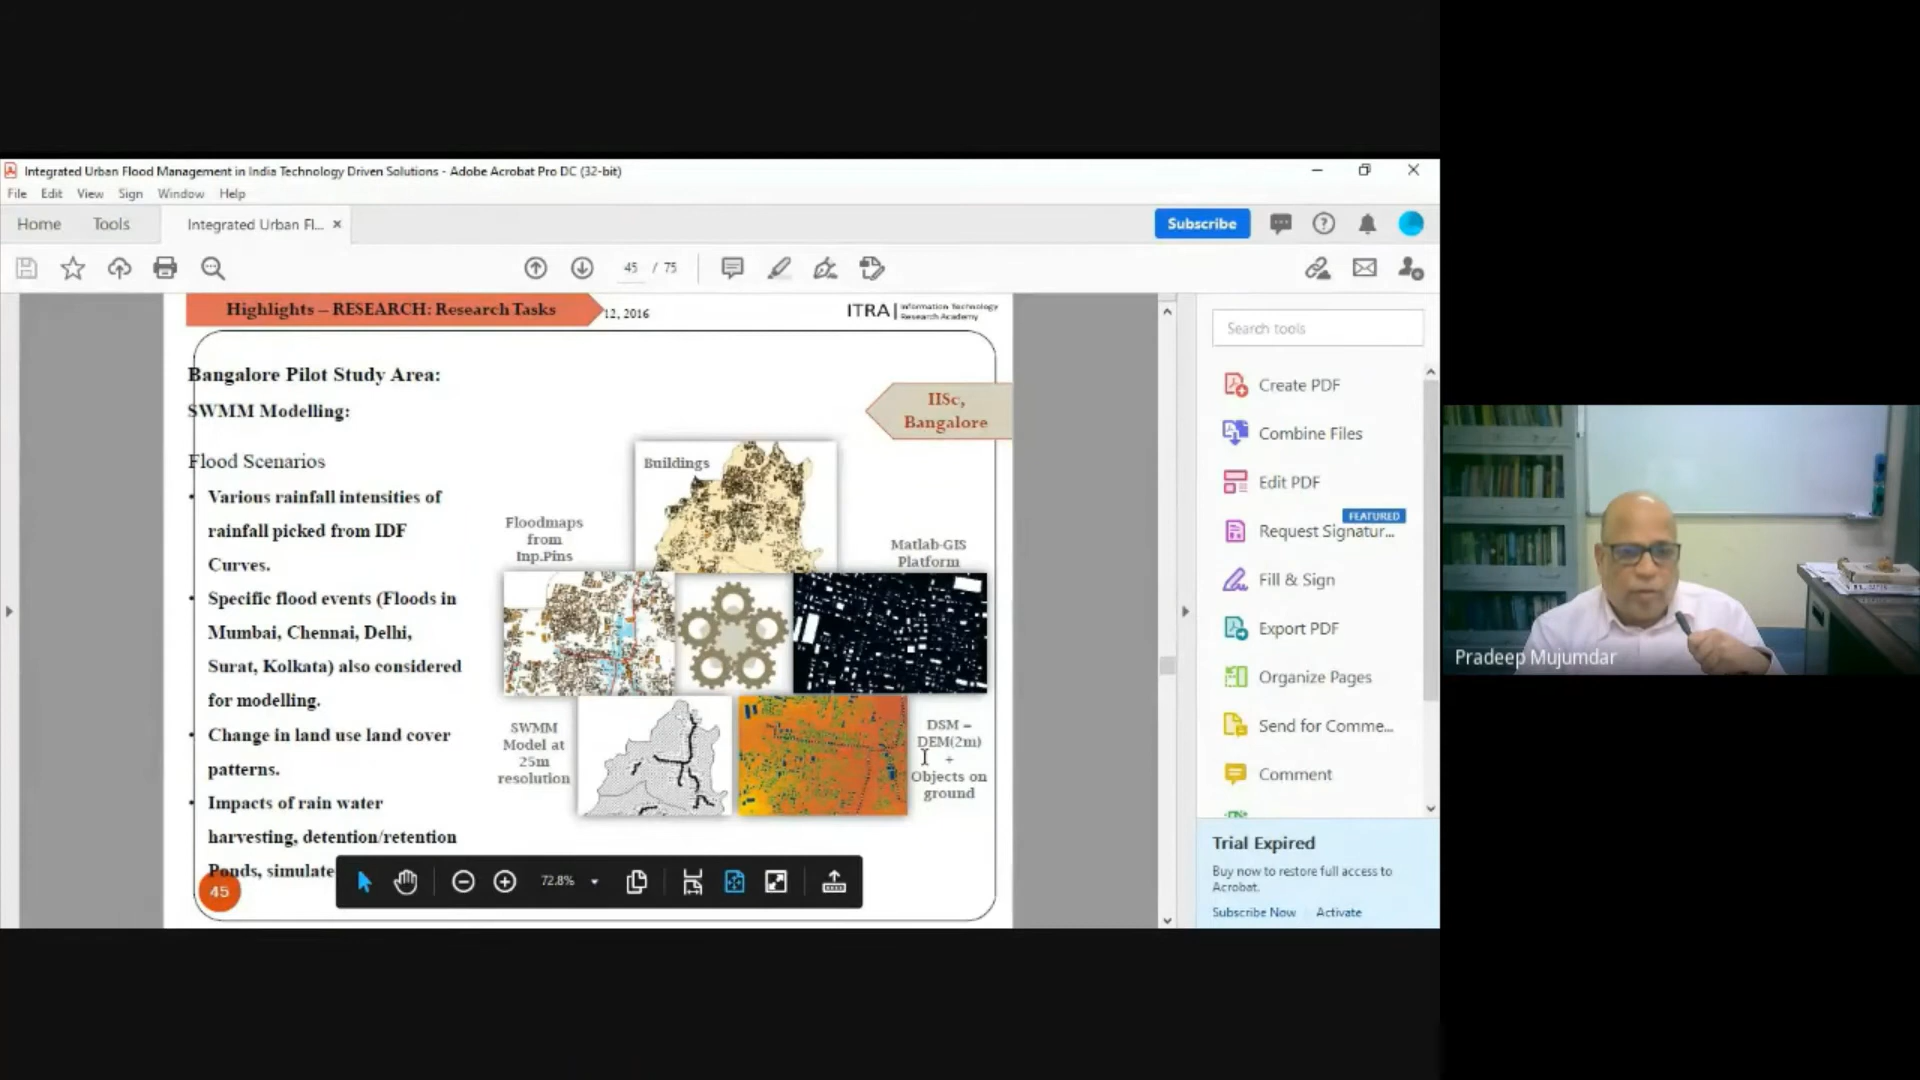 Integrated Urban Flood Management in India Technology Driven Solutions - Adobe Acrobat Pro DC (32-bit)
File Edit View Sign Window Help
Home Tools Integrated Urban Fl... ×
Subscribe
45 / 75
Highlights – RESEARCH: Research Tasks
12, 2016
ITRA | Information Technology
Research Academy
Bangalore Pilot Study Area:
SWMM Modelling:
IISc,
Bangalore
Flood Scenarios
• Various rainfall intensities of
rainfall picked from IDF
Curves.
• Specific flood events (Floods in
Mumbai, Chennai, Delhi,
Surat, Kolkata) also considered
for modelling.
• Change in land use land cover
patterns.
• Impacts of rain water
harvesting, detention/retention
Ponds, simulate
45
Buildings
Floodmaps
from
Inp.Pins
Matlab-GIS
Platform
SWMM
Model at
25m
resolution
DSM =
DEM(2m)
+
Objects on
ground
72.8%
Search tools
Create PDF
Combine Files
Edit PDF
FEATURED
Request Signatur...
Fill & Sign
Export PDF
Organize Pages
Send for Comme...
Comment
Trial Expired
Buy now to restore full access to
Acrobat.
Subscribe Now Activate
Pradeep Mujumdar